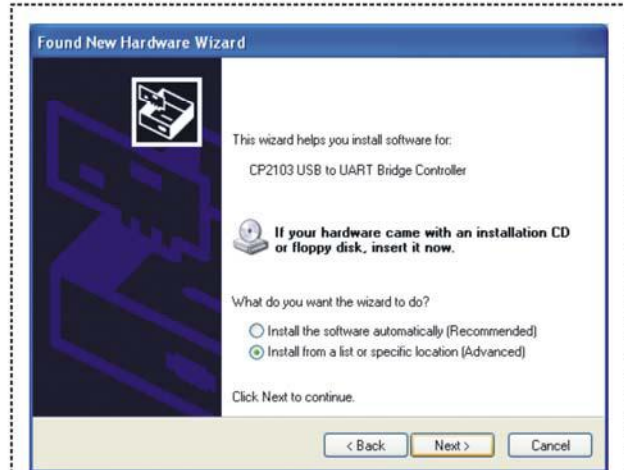 Found New Hardware Wizard
This wizard helps you install software for:
CP2103 USB to UART Bridge Controller
If your hardware came with an installation CD
or floppy disk, insert it now.
What do you want the wizard to do?
Install the software automatically (Recommended)
Install from a list or specific location (Advanced)
Click Next to continue.
< Back Next > Cancel